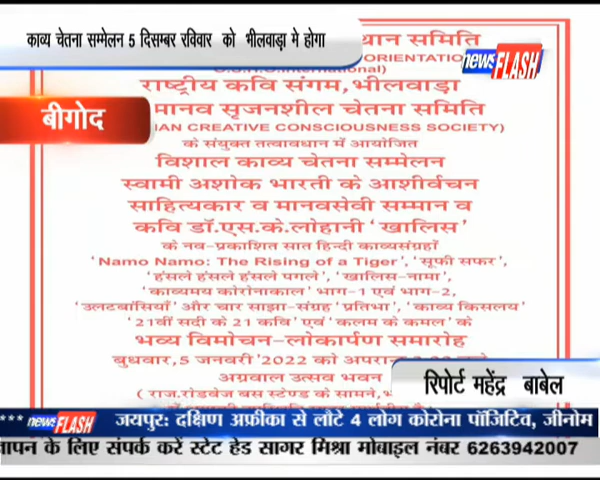 काव्य चेतना सम्मेलन 5 दिसम्बर रविवार को भीलवाड़ा मे होगा
समिति
ORIENTATION
International)
news FLASH
राष्ट्रीय कवि संगम,भीलवाड़ा
बीगोद
मानव सृजनशील चेतना समिति
CREATIVE CONSCIOUSNESS SOCIETY)
के संयुक्त तत्वावधान में आयोजित
विशाल काव्य चेतना सम्मेलन
स्वामी अशोक भारती के आशीर्वचन
साहित्यकार व मानवसेवी सम्मान व
कवि डॉ.एस.के.लोहानी 'खालिस'
के नव-प्रकाशित सात हिन्दी काव्यसंग्रहों
'Namo Namo: The Rising of a Tiger', 'सूफी सफर',
'हंसले हंसले हंसले पगले', 'खालिस-नामा',
'काव्यमय कोरोनाकाल' भाग-1 एवं भाग-2,
'उलटबांसियाँ' और चार साझा-संग्रह 'प्रतिभा', 'काव्य किसलय'
'21वीं सदी के 21 कवि' एवं 'कलम के कमल' के
भव्य विमोचन-लोकार्पण समारोह
बुधवार,5 जनवरी '2022 को
अग्रवाल उत्सव भवन
( राज.रोडवेज बस स्टेण्ड के सामने,
रिपोर्ट महेंद्र बाबेल
*** news FLASH जयपुर: दक्षिण अफ्रीका से लौटे 4 लोग कोरोना पॉजिटिव, जीनोम
ज्ञापन के लिए संपर्क करें स्टेट हेड सागर मिश्रा मोबाइल नंबर 6263942007